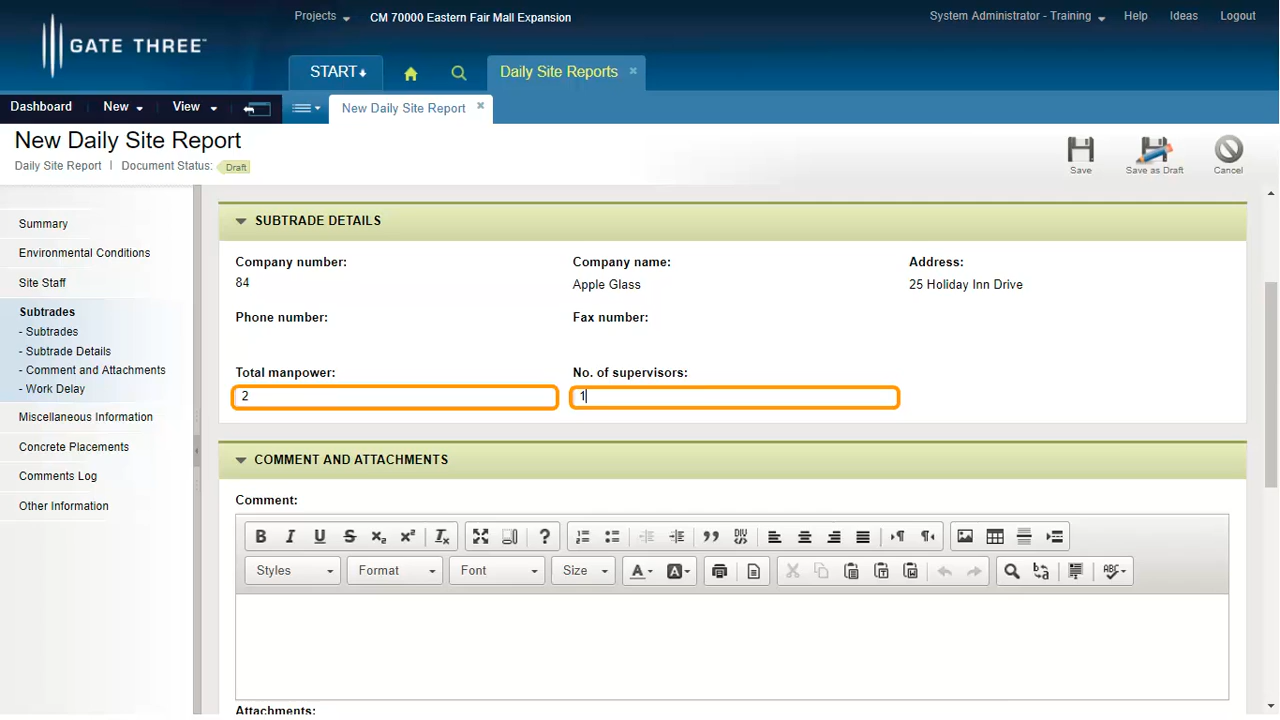 GATE THREE™
Projects
CM 70000 Eastern Fair Mall Expansion
System Administrator - Training
Help
Ideas
Logout
START
Daily Site Reports
Dashboard
New
View
New Daily Site Report
New Daily Site Report
Daily Site Report | Document Status: Draft
Save
Save as Draft
Cancel
Summary
Environmental Conditions
Site Staff
Subtrades
- Subtrades
- Subtrade Details
- Comment and Attachments
- Work Delay
Miscellaneous Information
Concrete Placements
Comments Log
Other Information
SUBTRADE DETAILS
Company number: Company name: Address:
84 Apple Glass 25 Holiday Inn Drive
Phone number: Fax number:
Total manpower: No. of supervisors:
2 1
COMMENT AND ATTACHMENTS
Comment:
Styles Format Font Size
Attachments: